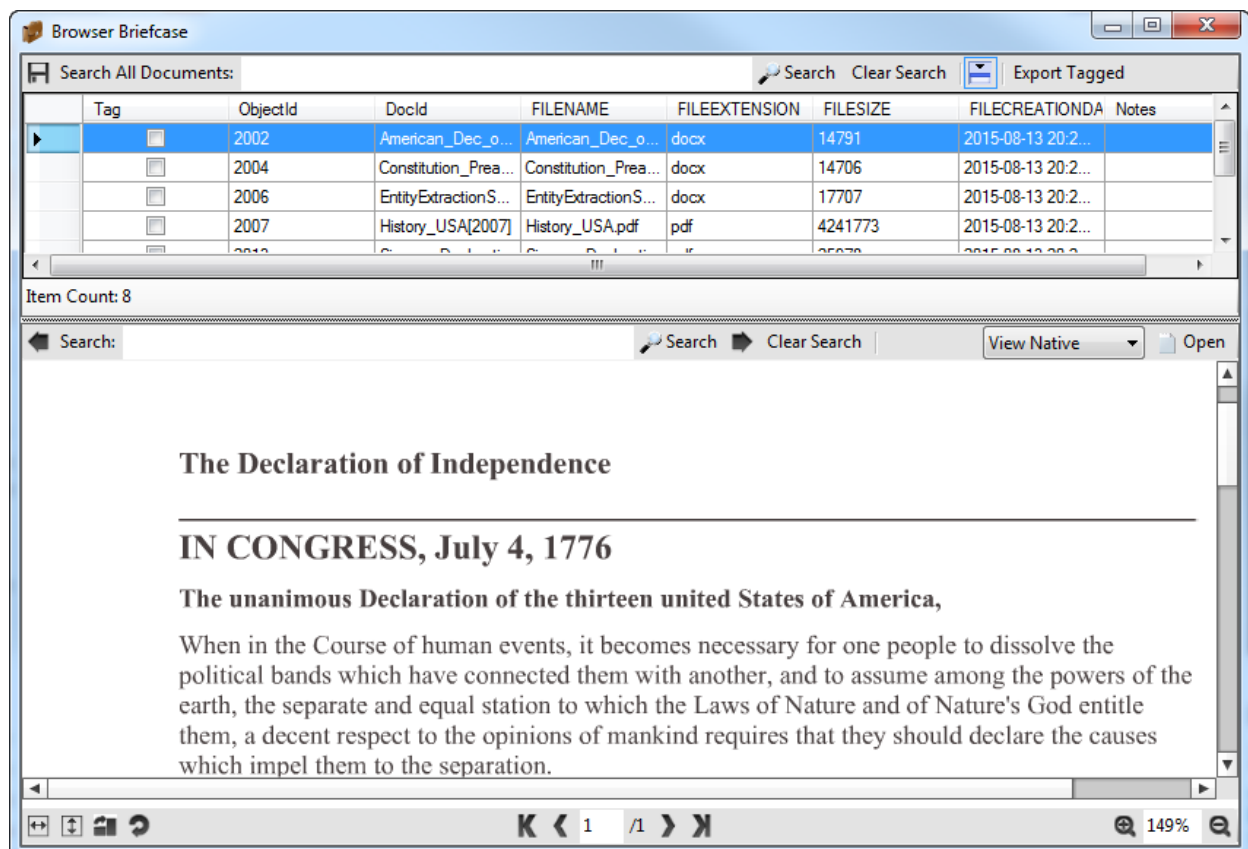 Browser Briefcase
Search All Documents: Search Clear Search Export Tagged
Tag ObjectId DocId FILENAME FILEEXTENSION FILESIZE FILECREATIONDA Notes
2002 American_Dec_o... American_Dec_o... docx 14791 2015-08-13 20:2...
2004 Constitution_Prea... Constitution_Prea... docx 14706 2015-08-13 20:2...
2006 EntityExtractionS... EntityExtractionS... docx 17707 2015-08-13 20:2...
2007 History_USA[2007] History_USA.pdf pdf 4241773 2015-08-13 20:2...
Item Count: 8
Search: Search Clear Search View Native Open
The Declaration of Independence
IN CONGRESS, July 4, 1776
The unanimous Declaration of the thirteen united States of America,
When in the Course of human events, it becomes necessary for one people to dissolve the
political bands which have connected them with another, and to assume among the powers of the
earth, the separate and equal station to which the Laws of Nature and of Nature's God entitle
them, a decent respect to the opinions of mankind requires that they should declare the causes
which impel them to the separation.
1 /1 149%